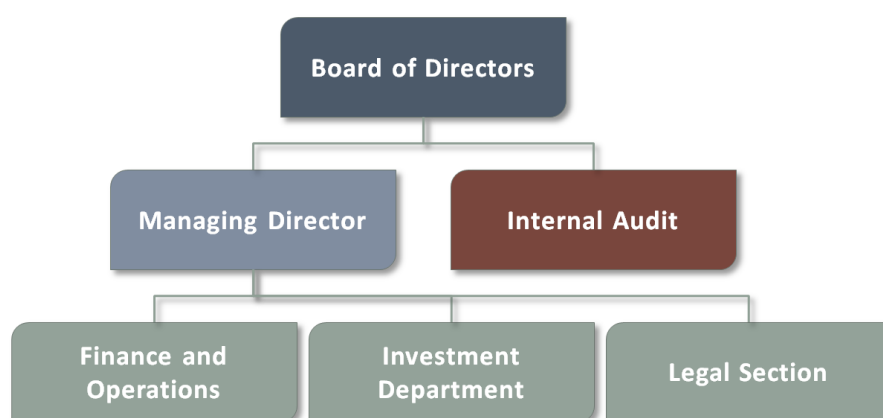 Board of Directors
Managing Director
Internal Audit
Finance and
Operations
Investment
Department
Legal Section